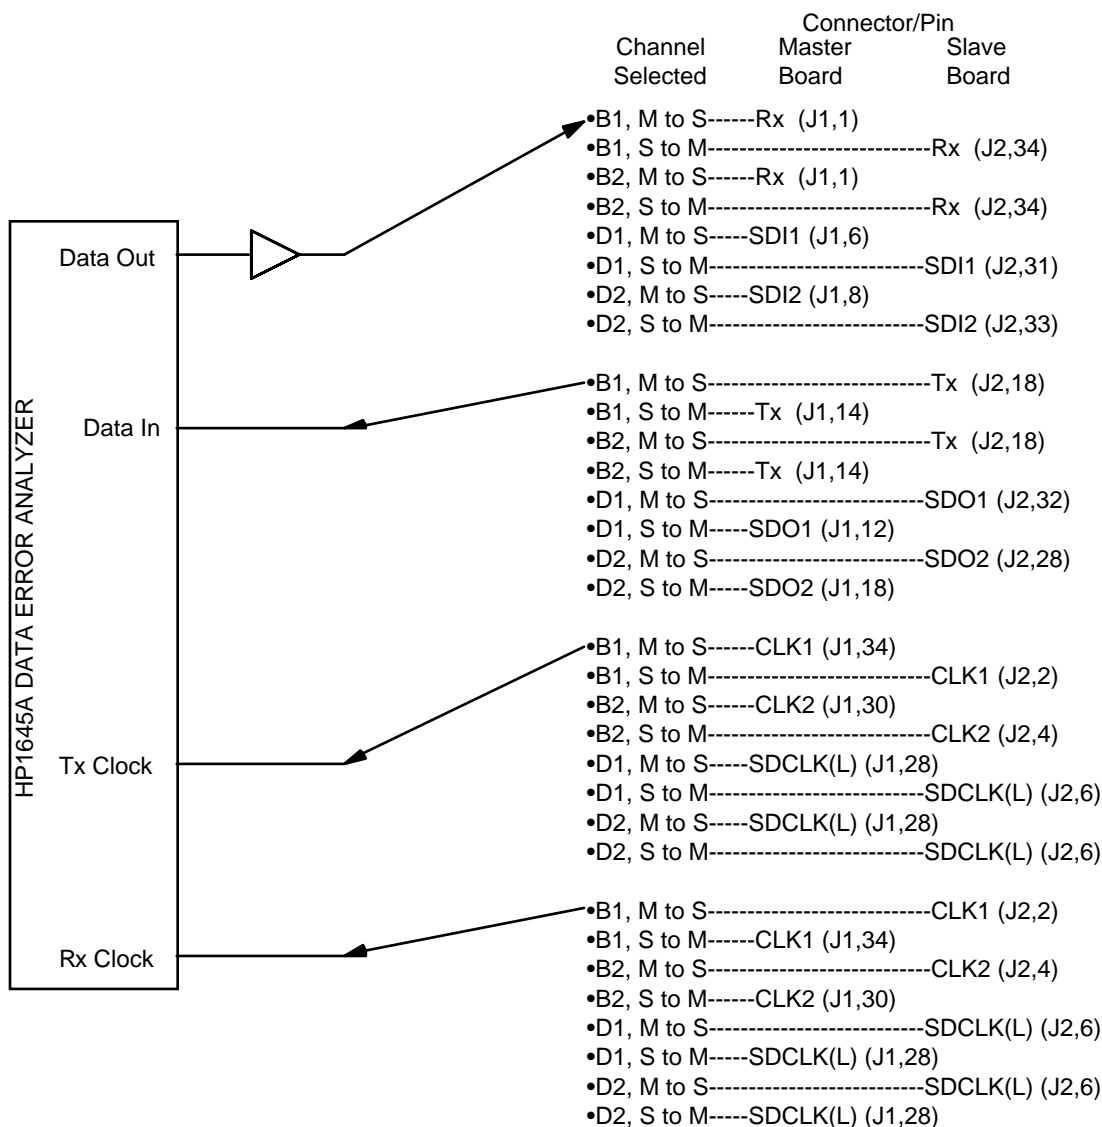 Connector/Pin
Channel Master Slave
Selected Board Board
•B1, M to S------Rx (J1,1)
•B1, S to M----------------------------Rx (J2,34)
•B2, M to S------Rx (J1,1)
•B2, S to M----------------------------Rx (J2,34)
•D1, M to S-----SDI1 (J1,6)
•D1, S to M---------------------------SDI1 (J2,31)
•D2, M to S-----SDI2 (J1,8)
•D2, S to M---------------------------SDI2 (J2,33)
Data Out
•B1, M to S----------------------------Tx (J2,18)
•B1, S to M------Tx (J1,14)
•B2, M to S----------------------------Tx (J2,18)
•B2, S to M------Tx (J1,14)
•D1, M to S---------------------------SDO1 (J2,32)
•D1, S to M-----SDO1 (J1,12)
•D2, M to S---------------------------SDO2 (J2,28)
•D2, S to M-----SDO2 (J1,18)
Data In
HP1645A DATA ERROR ANALYZER
•B1, M to S------CLK1 (J1,34)
•B1, S to M----------------------------CLK1 (J2,2)
•B2, M to S------CLK2 (J1,30)
•B2, S to M----------------------------CLK2 (J2,4)
•D1, M to S-----SDCLK(L) (J1,28)
•D1, S to M---------------------------SDCLK(L) (J2,6)
•D2, M to S-----SDCLK(L) (J1,28)
•D2, S to M---------------------------SDCLK(L) (J2,6)
Tx Clock
•B1, M to S----------------------------CLK1 (J2,2)
•B1, S to M------CLK1 (J1,34)
•B2, M to S----------------------------CLK2 (J2,4)
•B2, S to M------CLK2 (J1,30)
•D1, M to S---------------------------SDCLK(L) (J2,6)
•D1, S to M-----SDCLK(L) (J1,28)
•D2, M to S---------------------------SDCLK(L) (J2,6)
•D2, S to M-----SDCLK(L) (J1,28)
Rx Clock